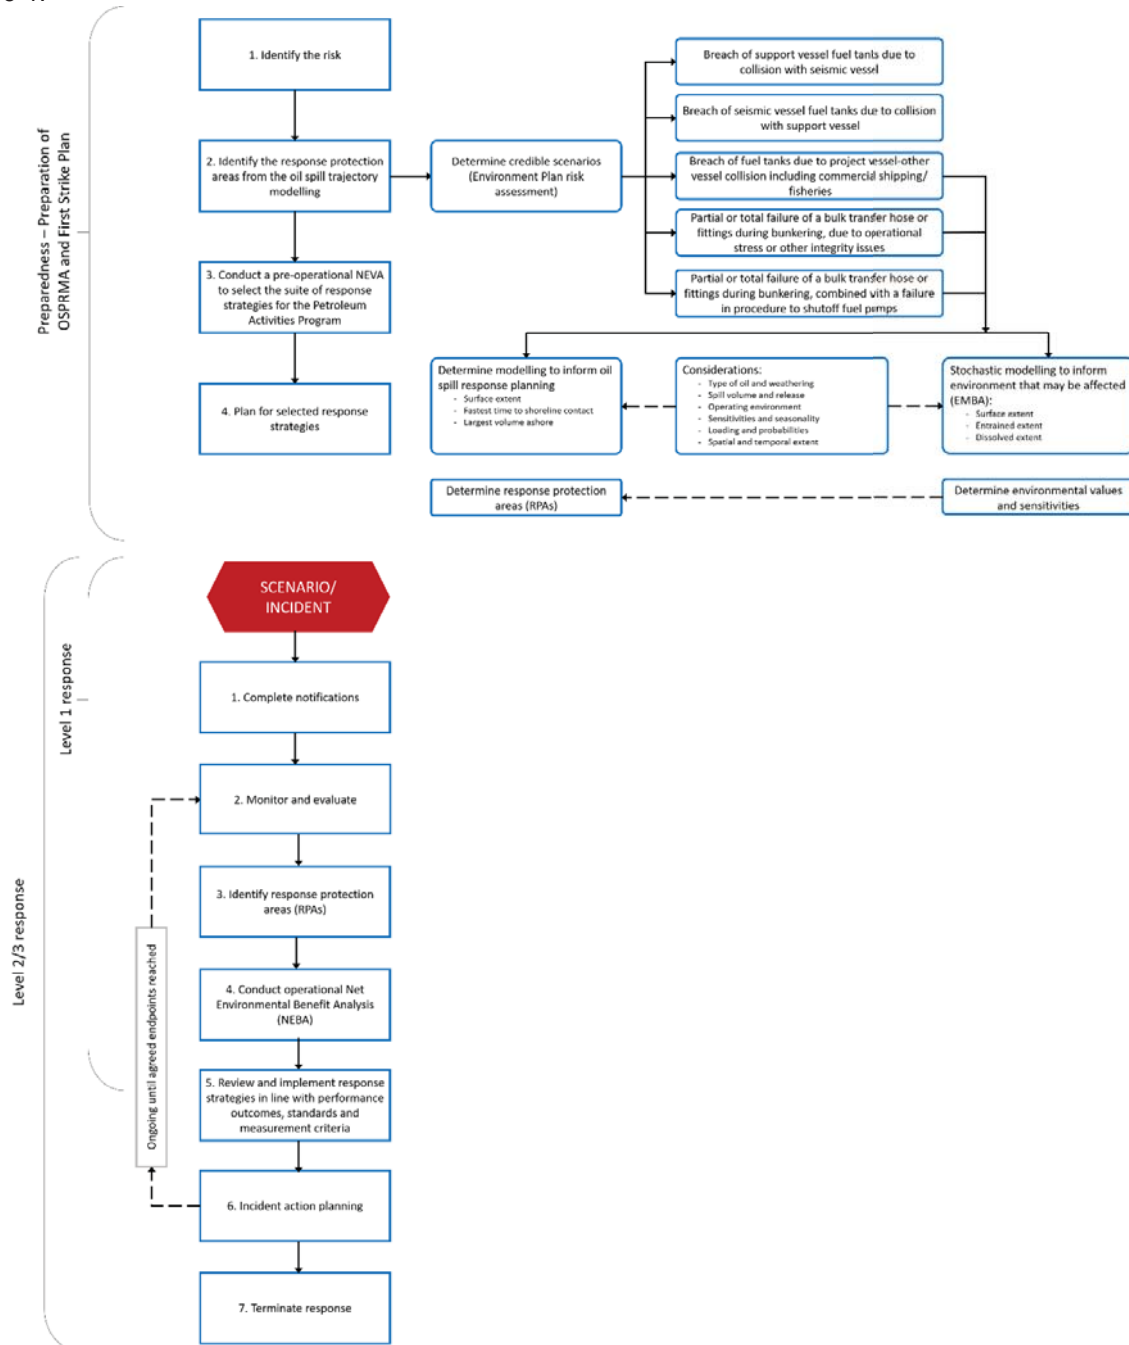 Preparedness – Preparation of
OSPRMA and First Strike Plan
1. Identify the risk
2. Identify the response protection
areas from the oil spill trajectory
modelling
3. Conduct a pre-operational NEVA
to select the suite of response
strategies for the Petroleum
Activities Program
4. Plan for selected response
strategies
Determine credible scenarios
(Environment Plan risk
assessment)
Breach of support vessel fuel tanks due to
collision with seismic vessel
Breach of seismic vessel fuel tanks due to collision
with support vessel
Breach of fuel tanks due to project vessel-other
vessel collision including commercial shipping/
fisheries
Partial or total failure of a bulk transfer hose or
fittings during bunkering, due to operational
stress or other integrity issues
Partial or total failure of a bulk transfer hose or
fittings during bunkering, combined with a failure
in procedure to shutoff fuel pumps
Determine modelling to inform oil
spill response planning
- Surface extent
- Fastest time to shoreline contact
- Largest volume ashore
Considerations:
- Type of oil and weathering
- Spill volume and release
- Operating environment
- Sensitivities and seasonality
- Loading and probabilities
- Spatial and temporal extent
Stochastic modelling to inform
environment that may be affected
(EMBA):
- Surface extent
- Entrained extent
- Dissolved extent
Determine response protection
areas (RPAs)
Determine environmental values
and sensitivities
Level 2/3 response
Level 1 response
SCENARIO/
INCIDENT
1. Complete notifications
2. Monitor and evaluate
3. Identify response protection
areas (RPAs)
4. Conduct operational Net
Environmental Benefit Analysis
(NEBA)
5. Review and implement response
strategies in line with performance
outcomes, standards and
measurement criteria
6. Incident action planning
7. Terminate response
Ongoing until agreed endpoints reached